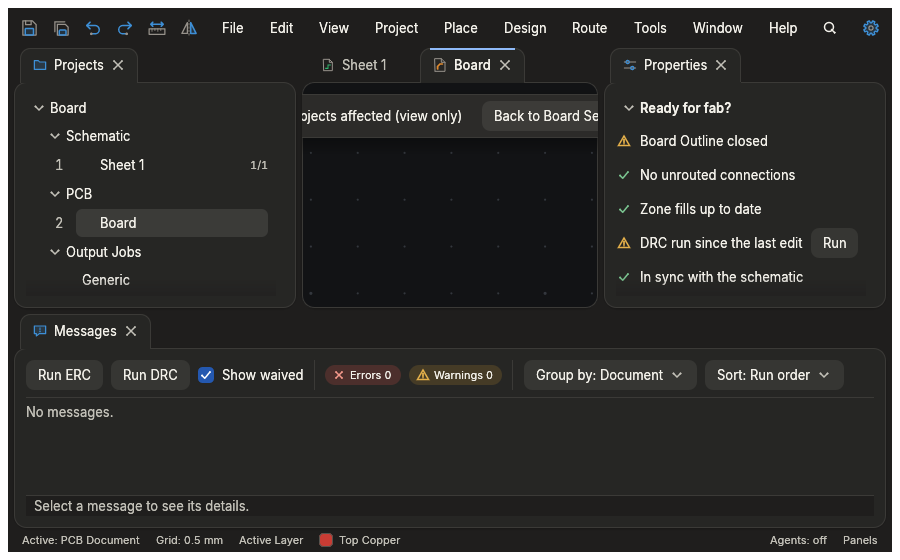 File Edit View Project Place Design Route Tools Window Help
Projects
Sheet 1
Board
Properties
Board
Schematic
1 Sheet 1 1/1
PCB
2 Board
Output Jobs
Generic
affected (view only) Back to Board
Ready for fab?
Board Outline closed
No unrouted connections
Zone fills up to date
DRC run since the last edit Run
In sync with the schematic
Messages
Run ERC Run DRC Show waived Errors 0 Warnings 0 Group by: Document Sort: Run order
No messages.
Select a message to see its details.
Active: PCB Document Grid: 0.5 mm Active Layer Top Copper Agents: off Panels